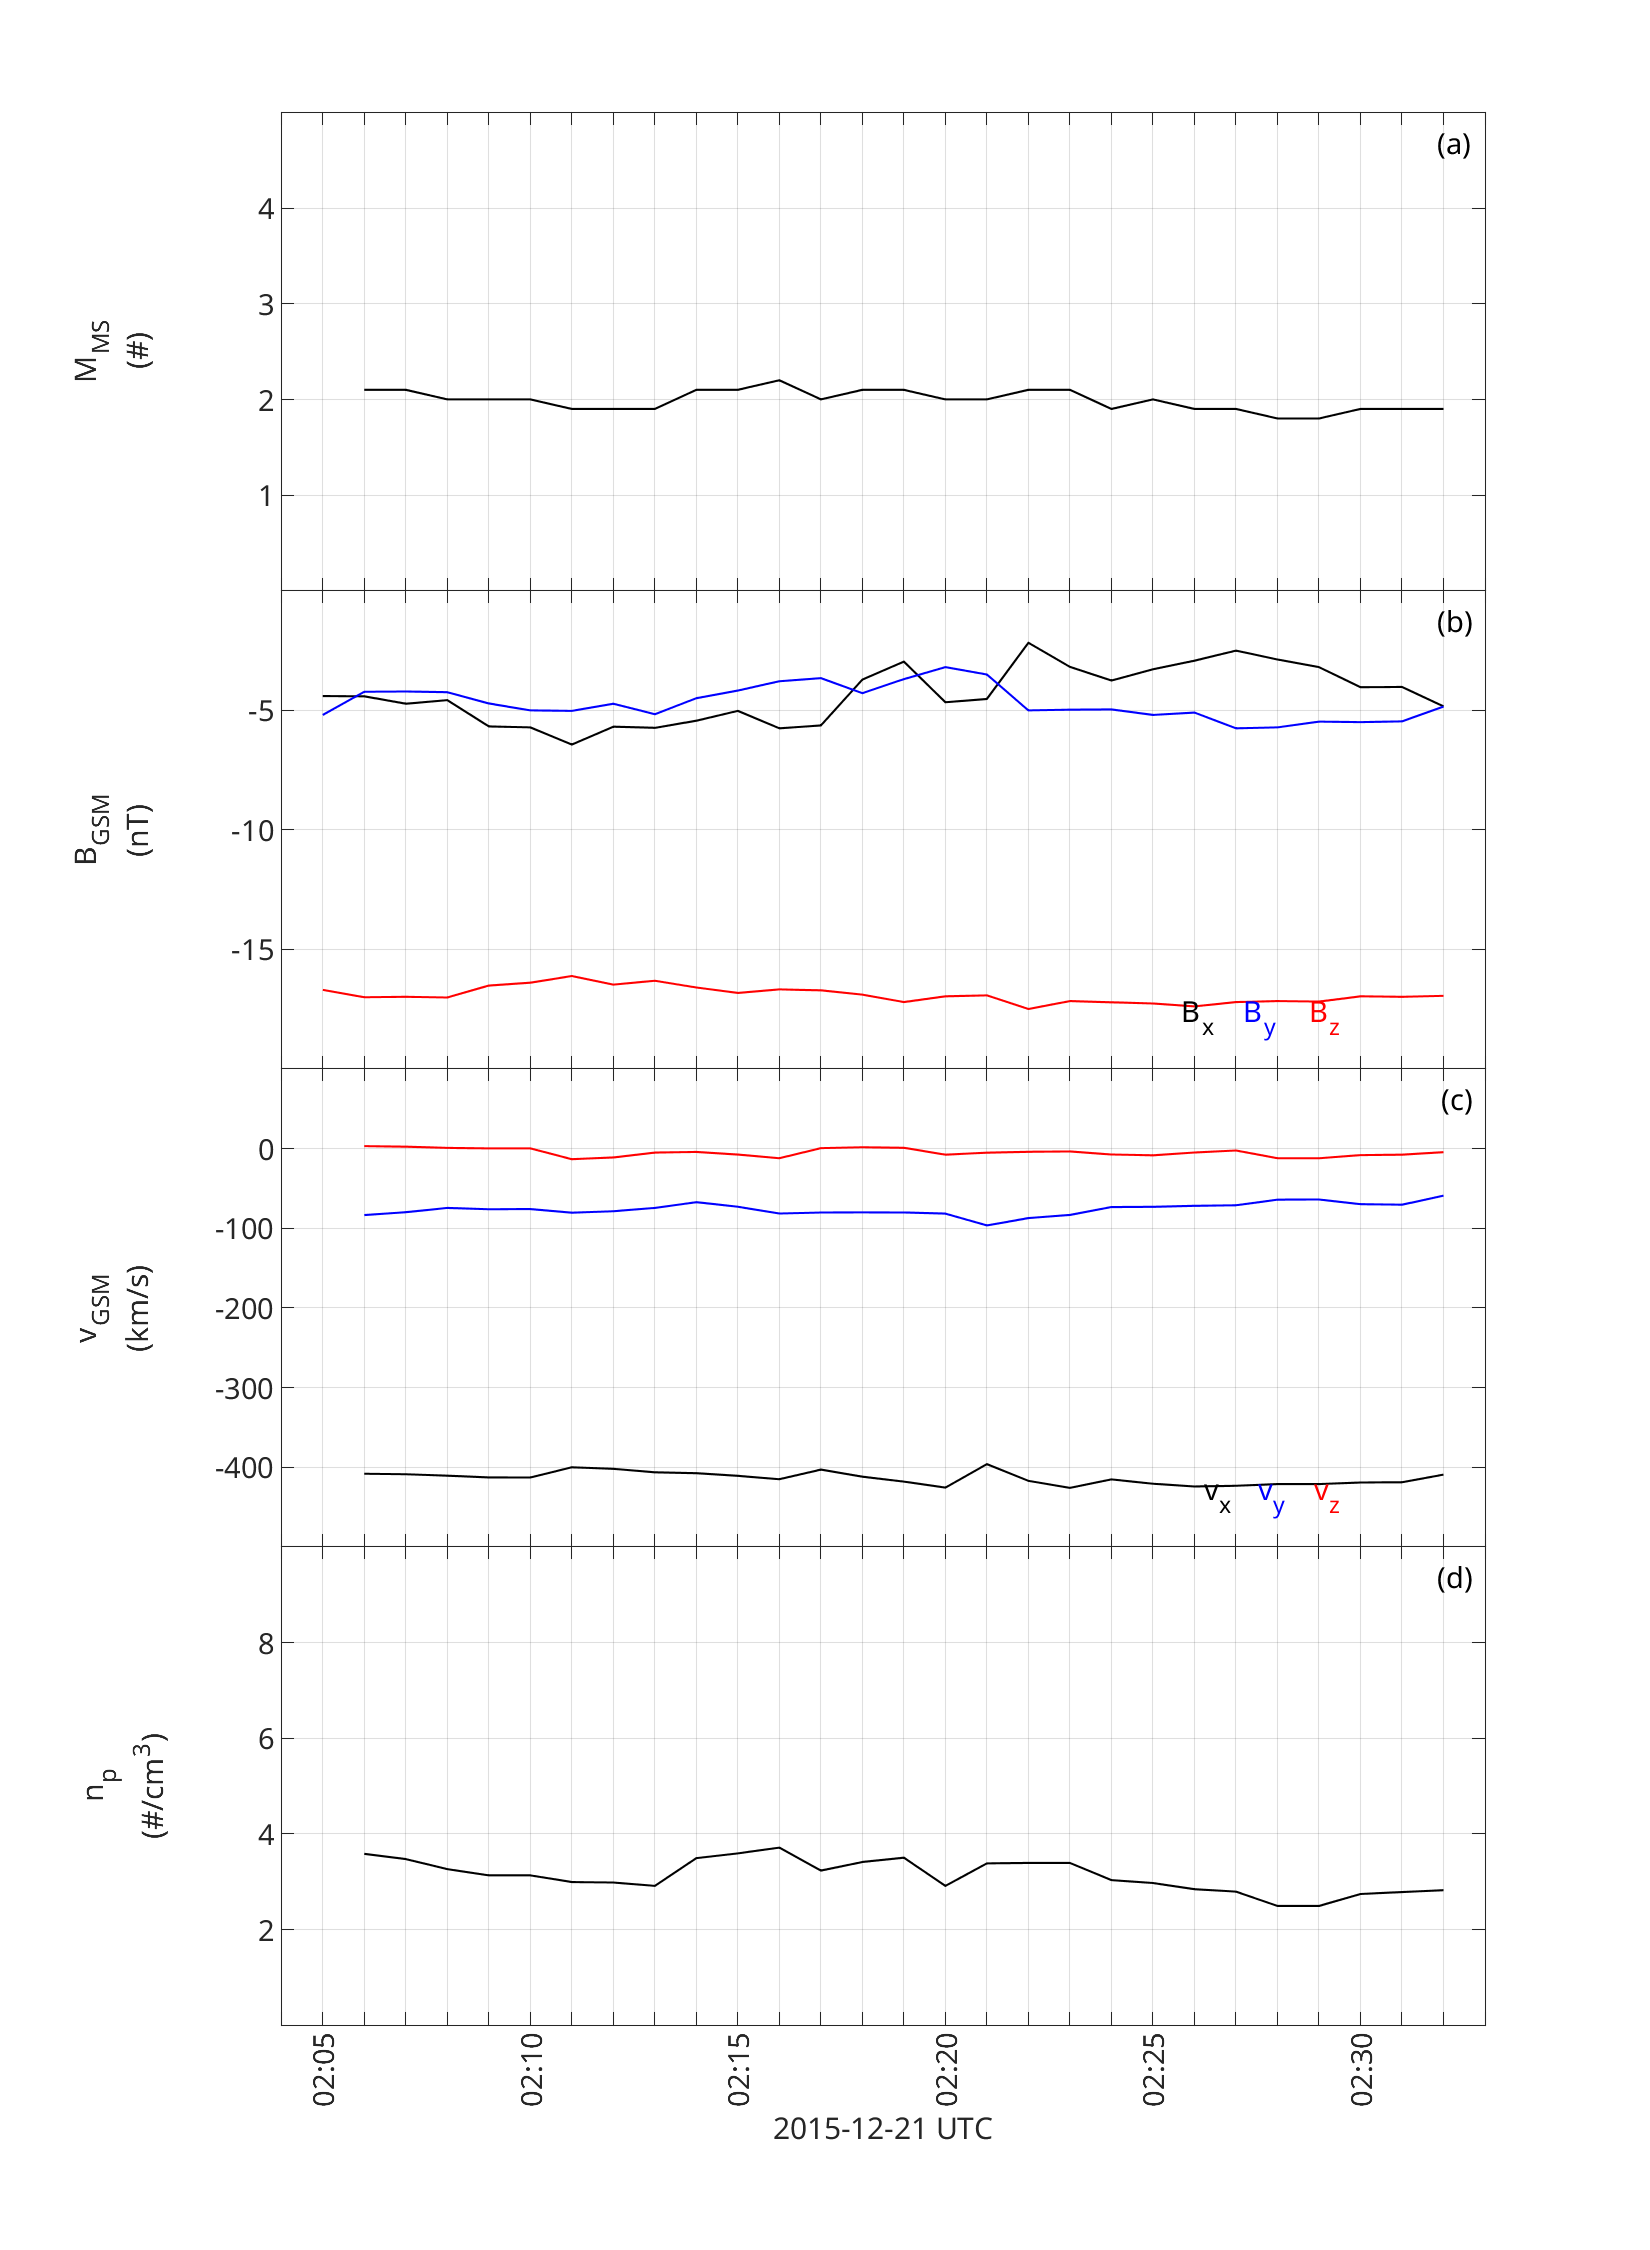 (a)
4
3
2
1
M_MS
(#)
(b)
-5
-10
-15
B_GSM
(nT)
B_x B_y B_z
(c)
0
-100
-200
-300
-400
v_GSM
(km/s)
v_x v_y v_z
(d)
8
6
4
2
n_p
(#/cm³)
02:05 02:10 02:15 02:20 02:25 02:30
2015-12-21 UTC